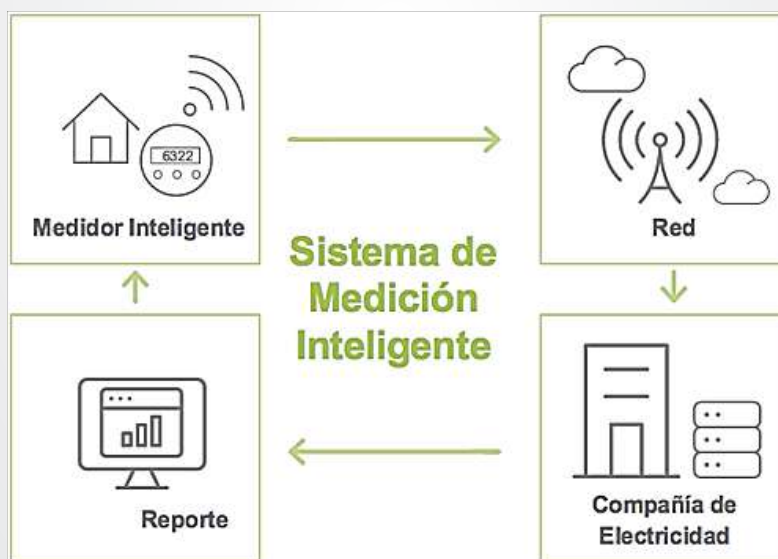 6322
Medidor Inteligente
Red
Sistema de
Medición
Inteligente
Reporte
Compañía de
Electricidad